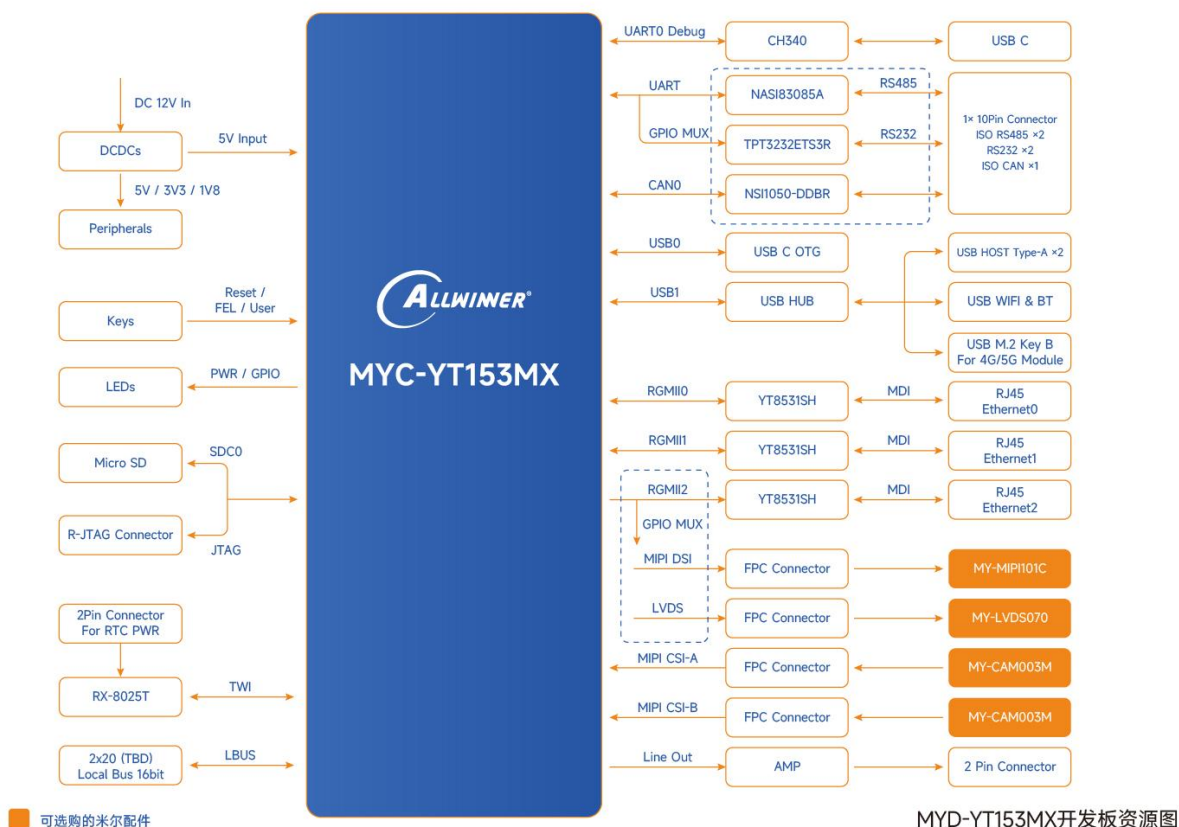 DC 12V In
DCDCs
5V Input
5V / 3V3 / 1V8
Peripherals
Keys
Reset /
FEL / User
LEDs
PWR / GPIO
Micro SD
SDC0
R-JTAG Connector
JTAG
2Pin Connector
For RTC PWR
RX-8025T
TWI
2x20 (TBD)
Local Bus 16bit
LBUS
ALLWINNER®
MYC-YT153MX
UART0 Debug
CH340
USB C
UART
NASI83085A
RS485
GPIO MUX
TPT3232ETS3R
RS232
CAN0
NSI1050-DDBR
1× 10Pin Connector
ISO RS485 ×2
RS232 ×2
ISO CAN ×1
USB0
USB C OTG
USB1
USB HUB
USB HOST Type-A ×2
USB WIFI & BT
USB M.2 Key B
For 4G/5G Module
RGMII0
YT8531SH
MDI
RJ45
Ethernet0
RGMII1
YT8531SH
MDI
RJ45
Ethernet1
RGMII2
YT8531SH
MDI
RJ45
Ethernet2
GPIO MUX
MIPI DSI
FPC Connector
MY-MIPI101C
LVDS
FPC Connector
MY-LVDS070
MIPI CSI-A
FPC Connector
MY-CAM003M
MIPI CSI-B
FPC Connector
MY-CAM003M
Line Out
AMP
2 Pin Connector
可选购的米尔配件
MYD-YT153MX开发板资源图